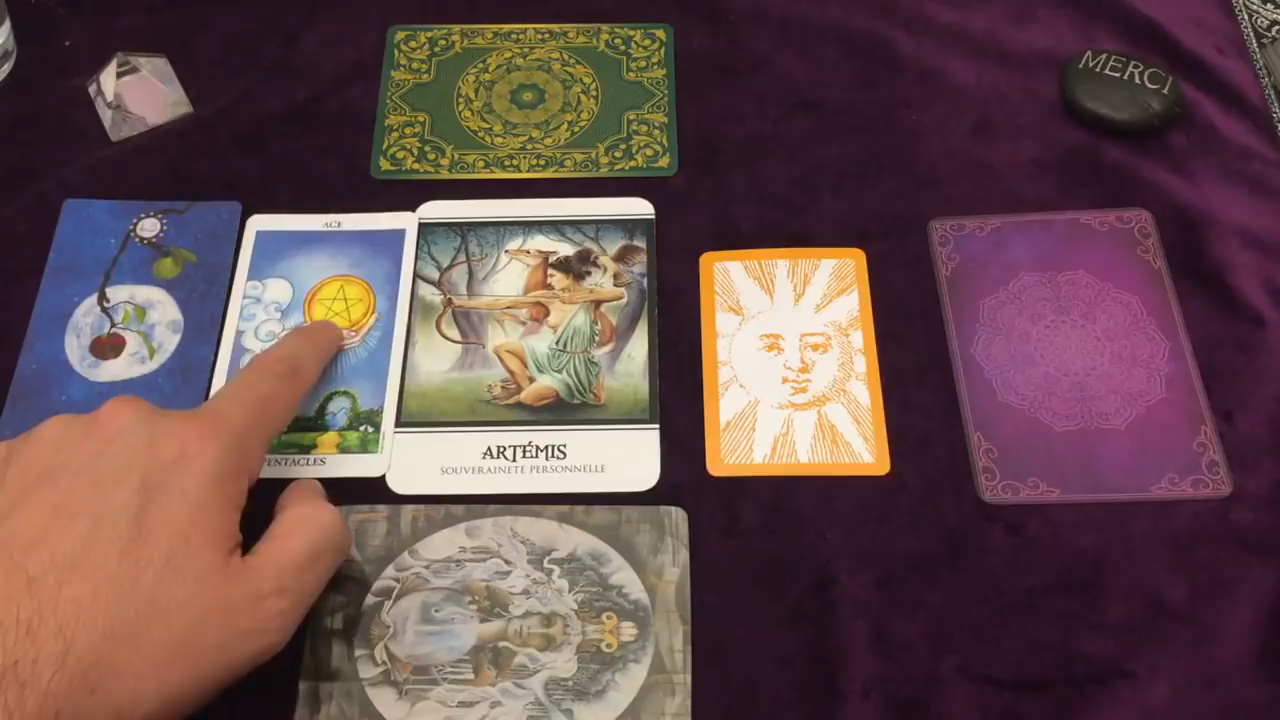 MERCI
ACE
PENTACLES
ARTÉMIS
SOUVERAINETÉ PERSONNELLE